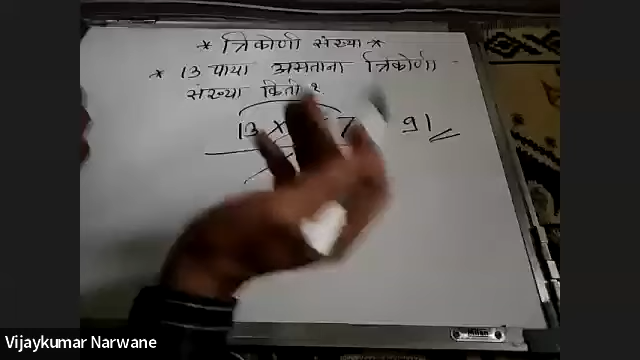 * त्रिकोणी संख्या *
* 13 पाया असताना त्रिकोणी
संख्या किती ?
13 × 7 91
Vijaykumar Narwane